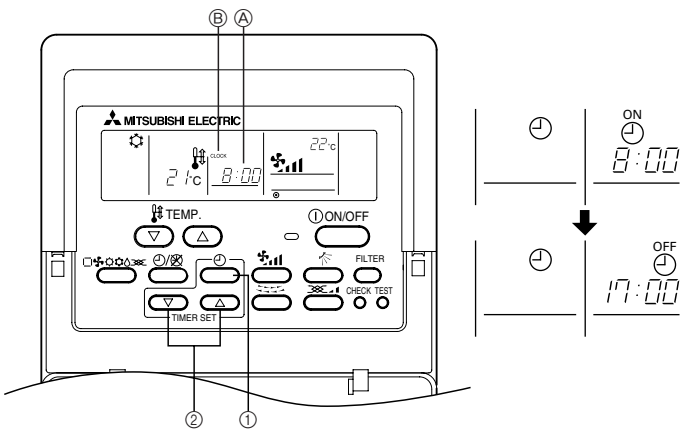 Ⓑ Ⓐ
MITSUBISHI ELECTRIC
CLOCK
22°C
21°C
8:00
TEMP.
ON/OFF
FILTER
CHECK TEST
TIMER SET
② ①
ON
8:00
OFF
17:00